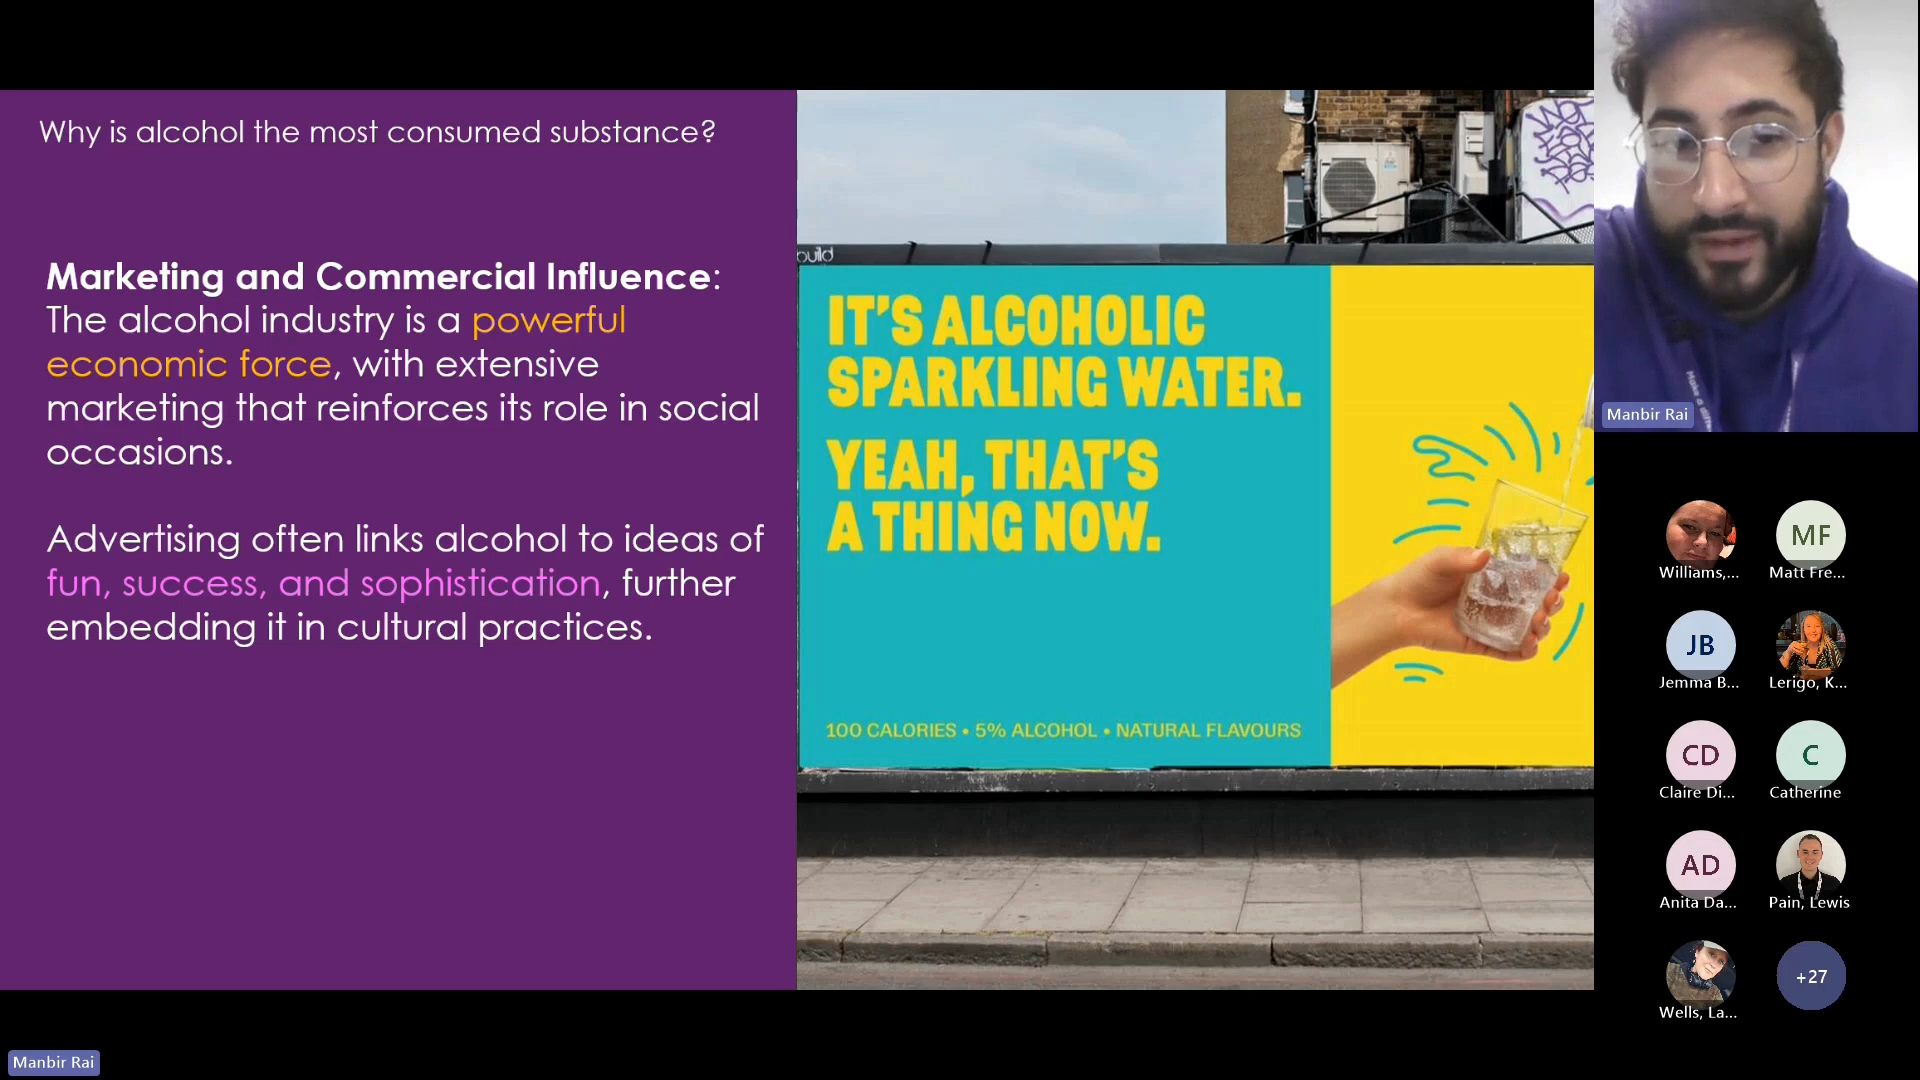 Why is alcohol the most consumed substance?
Marketing and Commercial Influence:
The alcohol industry is a powerful
economic force, with extensive
marketing that reinforces its role in social
occasions.
Advertising often links alcohol to ideas of
fun, success, and sophistication, further
embedding it in cultural practices.
build
IT'S ALCOHOLIC
SPARKLING WATER.
YEAH, THAT'S
A THING NOW.
100 CALORIES • 5% ALCOHOL • NATURAL FLAVOURS
Manbir Rai
Williams,...
MF
Matt Fre...
JB
Jemma B...
Lerigo, K...
CD
Claire Di...
C
Catherine
AD
Anita Da...
Pain, Lewis
Wells, La...
+27
Manbir Rai